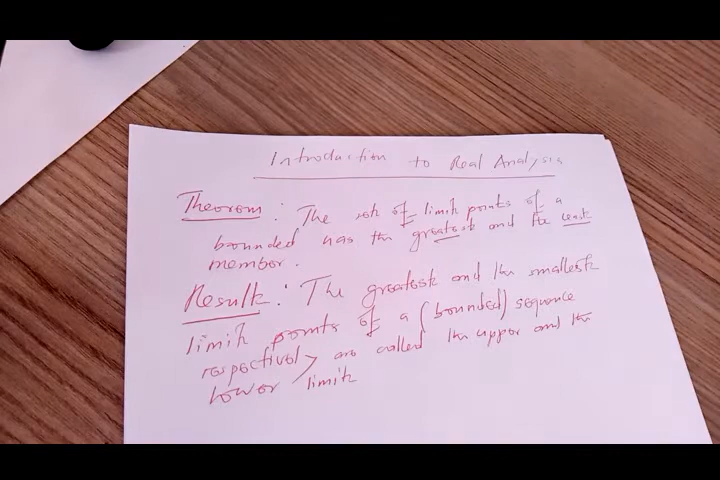 Introduction to Real Analysis
Theorem: The set of limit points of a
bounded has the greatest and the least
member.
Result: The greatest and the smallest
limit points of a (bounded) sequence
respectively are called the upper and the
lower limit